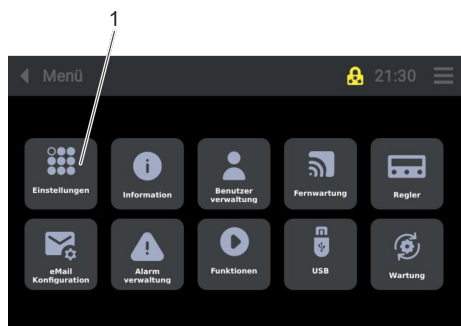 1
Menü 21:30
Einstellungen Information Benutzer Fernwartung Regler
verwaltung
eMail Alarm Funktionen USB Wartung
Konfiguration verwaltung